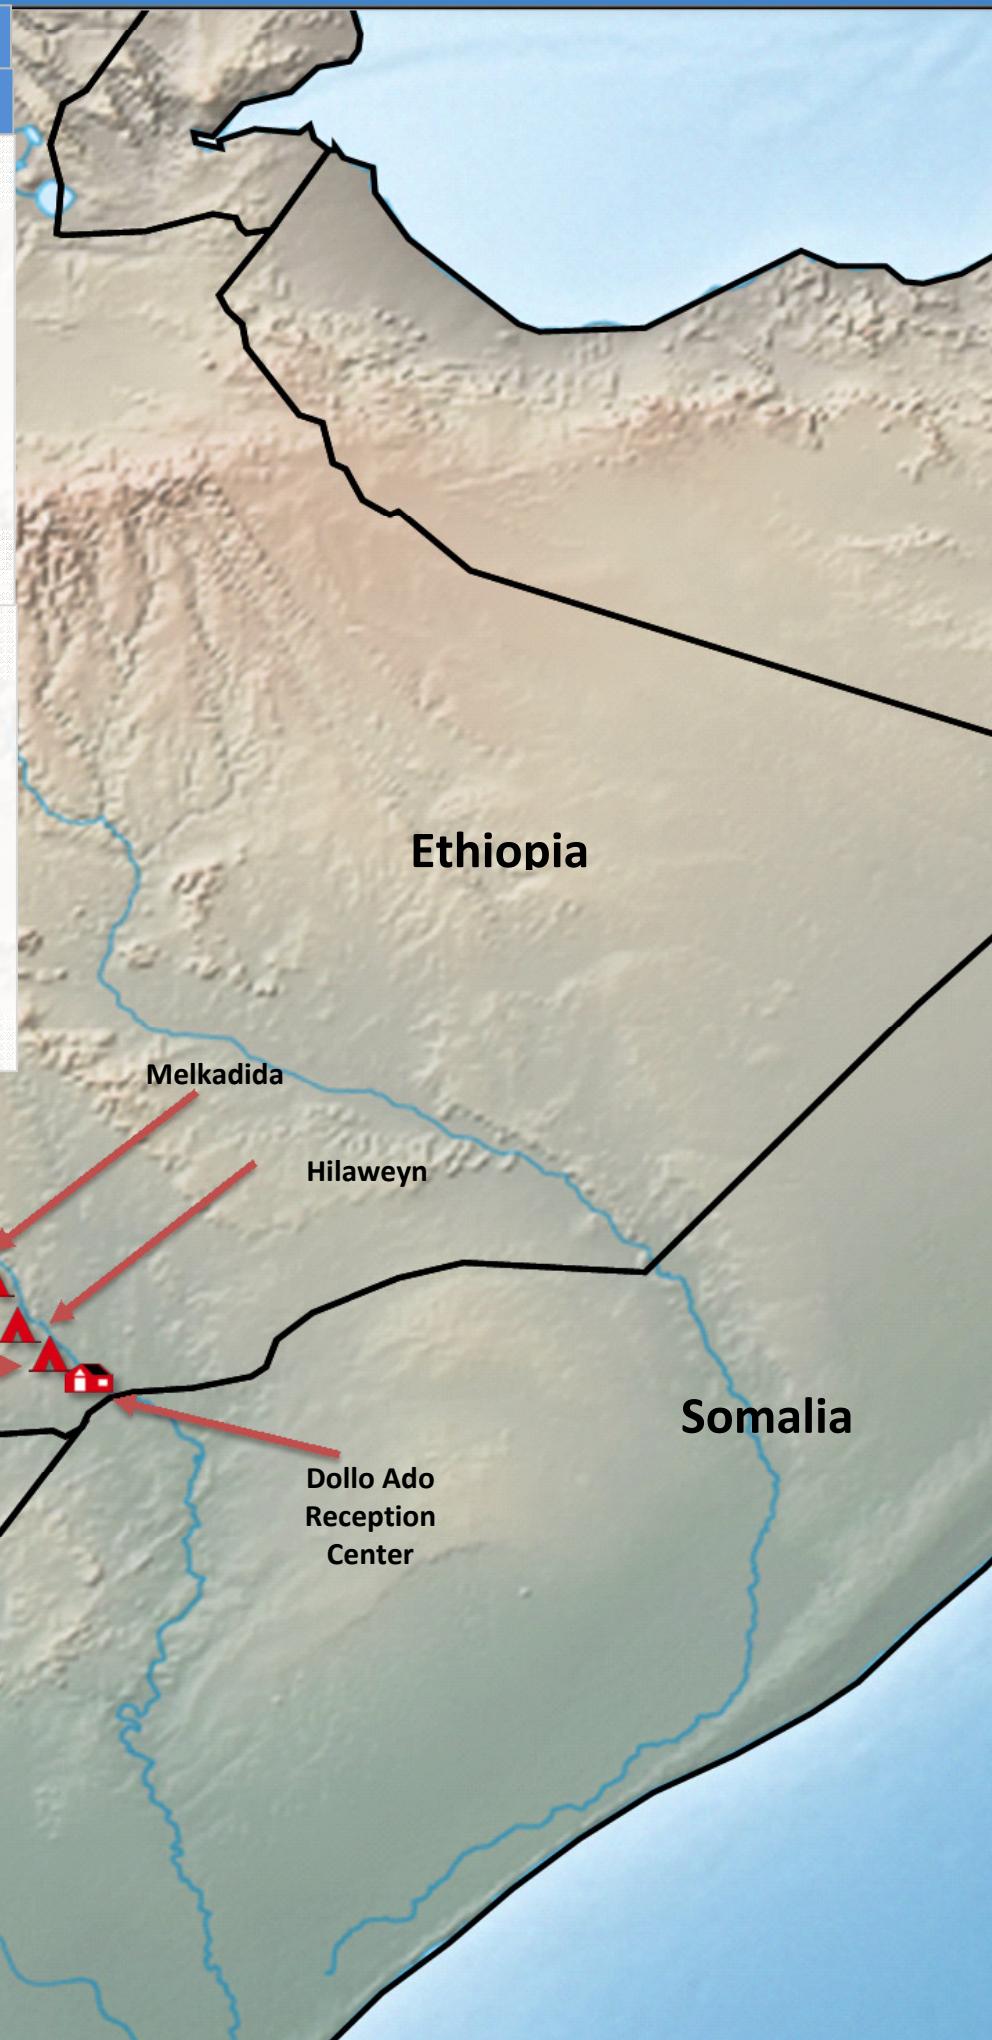 Ethiopia
Melkadida
Hilaweyn
Somalia
Dollo Ado
Reception
Center